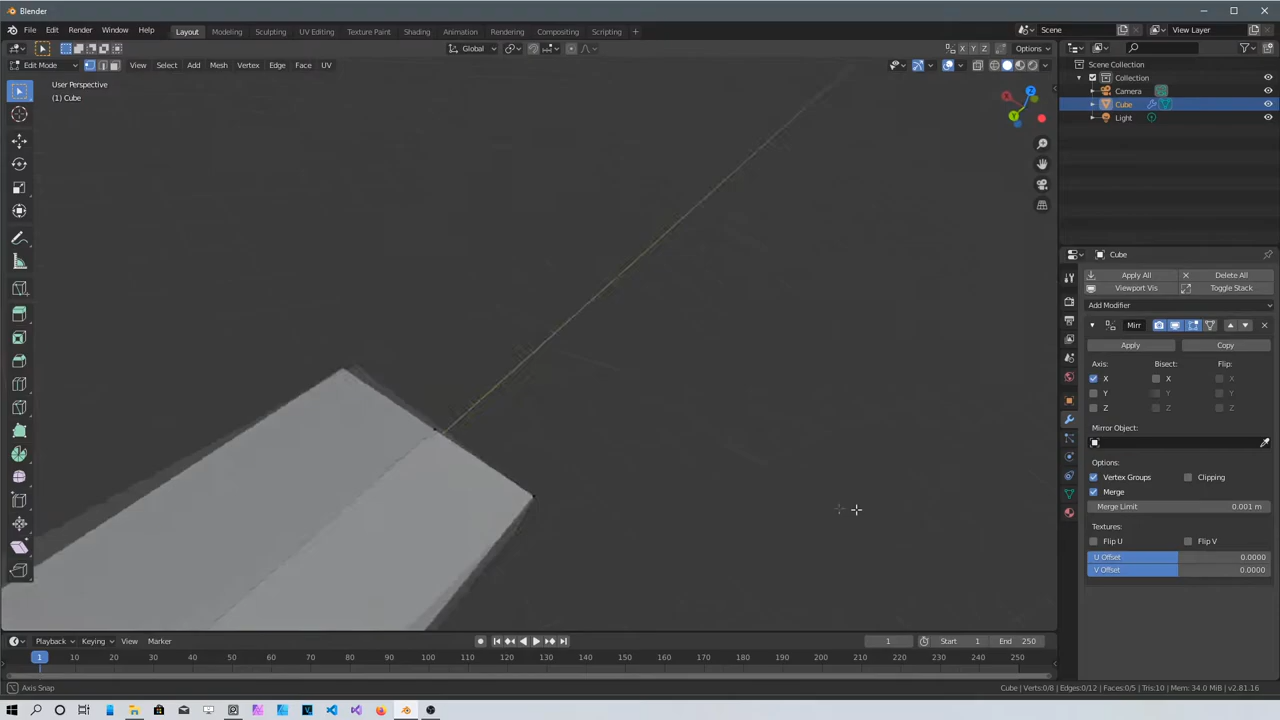 Blender
File Edit Render Window Help
Layout Modeling Sculpting UV Editing Texture Paint Shading Animation Rendering Compositing Scripting +
Scene View Layer
Global X Y Z Options
Edit Mode View Select Add Mesh Vertex Edge Face UV
User Perspective
(1) Cube
Z
Y
Scene Collection
Collection
Camera
Cube
Light
Cube
Apply All Delete All
Viewport Vis Toggle Stack
Add Modifier
Mirr
Apply Copy
Axis: Bisect: Flip:
X X X
Y Y Y
Z Z Z
Mirror Object:
Options:
Vertex Groups Clipping
Merge
Merge Limit 0.001 m
Textures:
Flip U Flip V
U Offset 0.0000
V Offset 0.0000
Playback Keying View Marker
1 Start 1 End 250
1 10 20 30 40 50 60 70 80 90 100 110 120 130 140 150 160 170 180 190 200 210 220 230 240 250
Axis Snap
Cube | Verts:0/8 | Edges:0/12 | Faces:0/5 | Tris:10 | Mem: 34.0 MiB | v2.81.16